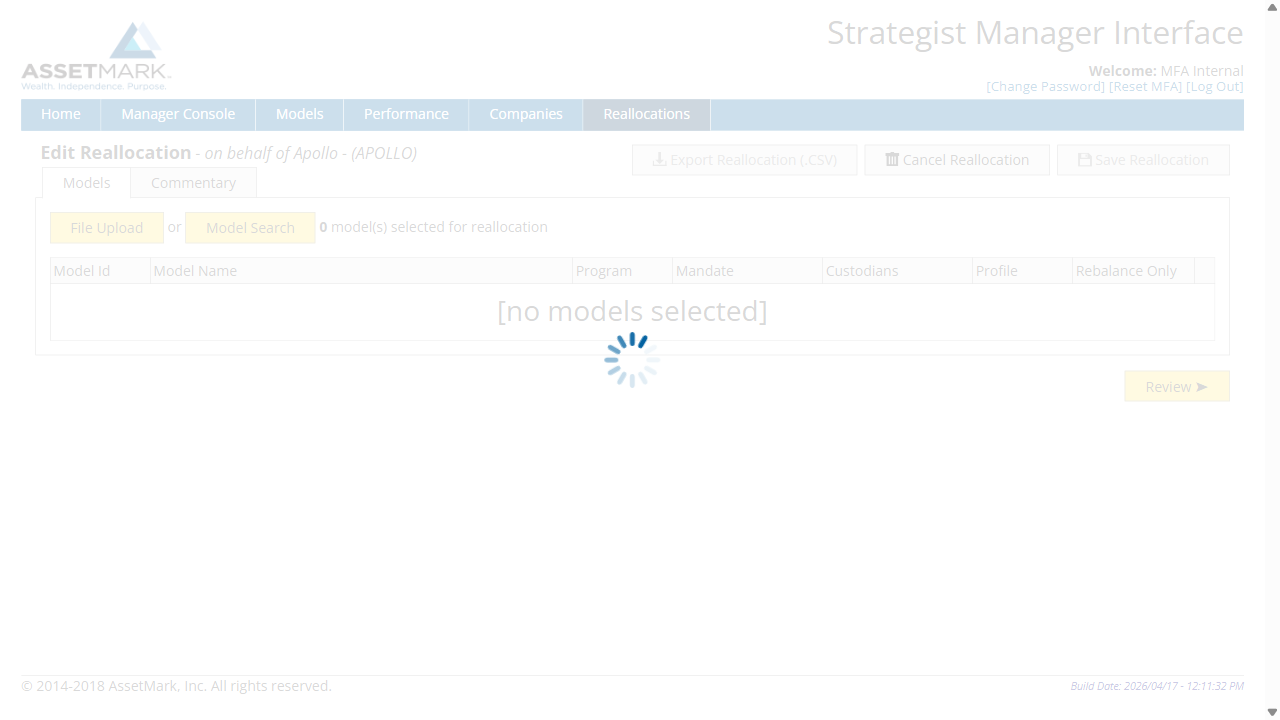 Strategist Manager Interface
ASSETMARK
Wealth. Independence. Purpose.
Welcome: MFA Internal
[Change Password] [Reset MFA] [Log Out]
Home Manager Console Models Performance Companies Reallocations
Edit Reallocation - on behalf of Apollo - (APOLLO)
Export Reallocation (.CSV) Cancel Reallocation Save Reallocation
Models Commentary
File Upload or Model Search 0 model(s) selected for reallocation
Model Id Model Name Program Mandate Custodians Profile Rebalance Only
[no models selected]
Review ➤
© 2014-2018 AssetMark, Inc. All rights reserved.
Build Date: 2026/04/17 - 12:11:32 PM